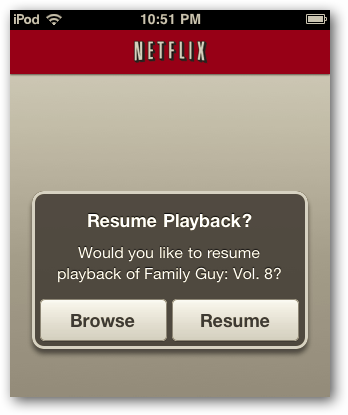 iPod 10:51 PM
NETFLIX
Resume Playback?
Would you like to resume
playback of Family Guy: Vol. 8?
Browse Resume